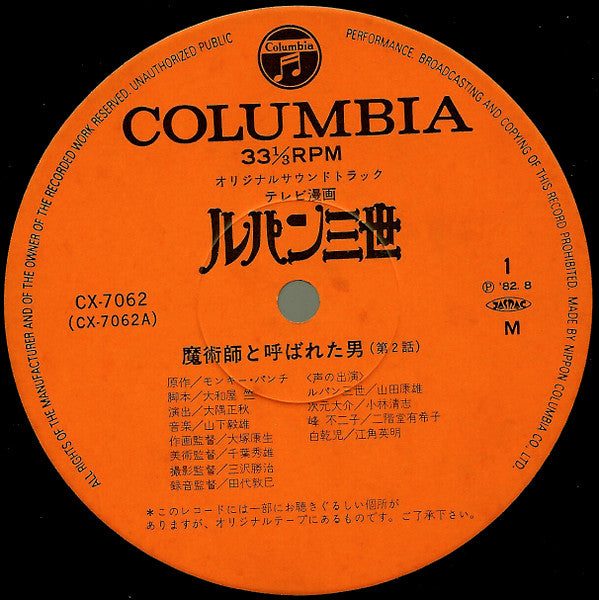 ALL RIGHTS OF THE MANUFACTURER AND OF THE OWNER OF THE RECORDED WORK RESERVED. UNAUTHORIZED PUBLIC PERFORMANCE, BROADCASTING AND COPYING OF THIS RECORD PROHIBITED. MADE BY NIPPON COLUMBIA CO., LTD.
Columbia
COLUMBIA
33⅓RPM
オリジナルサウンドトラック
テレビ漫画
ルパン三世
CX-7062
(CX-7062A)
1
Ⓟ '82. 8
JASRAC
M
魔術師と呼ばれた男(第2話)
原作/モンキー・パンチ
脚本/大和屋 竺
演出/大隅正秋
音楽/山下毅雄
作画監督/大塚康生
美術監督/千葉秀雄
撮影監督/三沢勝治
録音監督/田代敦巳
〈声の出演〉
ルパン三世/山田康雄
次元大介/小林清志
峰 不二子/二階堂有希子
白乾児/江角英明
*このレコードには一部にお聴きぐるしい個所が
ありますが、オリジナルテープにあるものです。ご了承下さい。